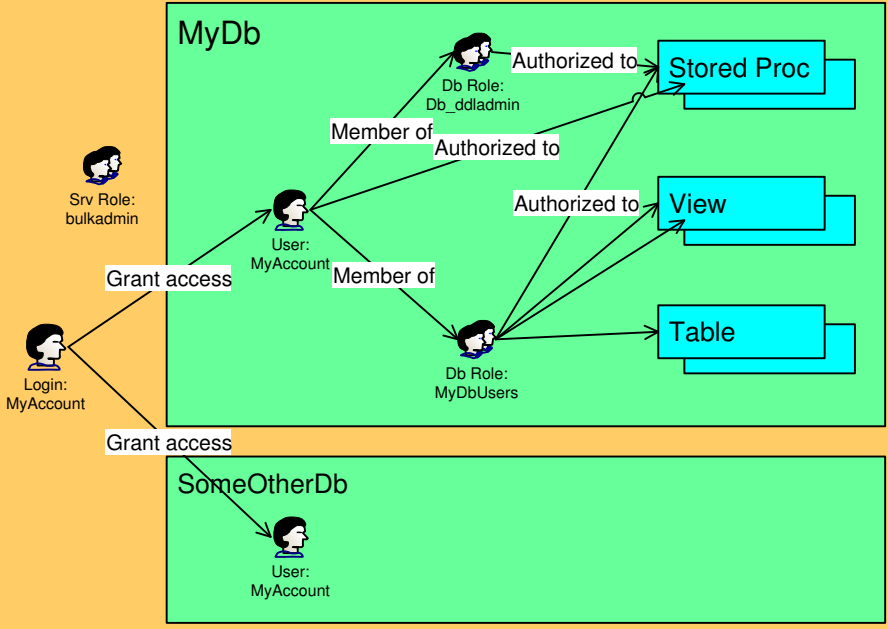 MyDb
Db Role:
Db_ddladmin
Authorized to
Stored Proc
Member of
Authorized to
Srv Role:
bulkadmin
User:
MyAccount
Authorized to
View
Grant access
Member of
Table
Login:
MyAccount
Db Role:
MyDbUsers
Grant access
SomeOtherDb
User:
MyAccount